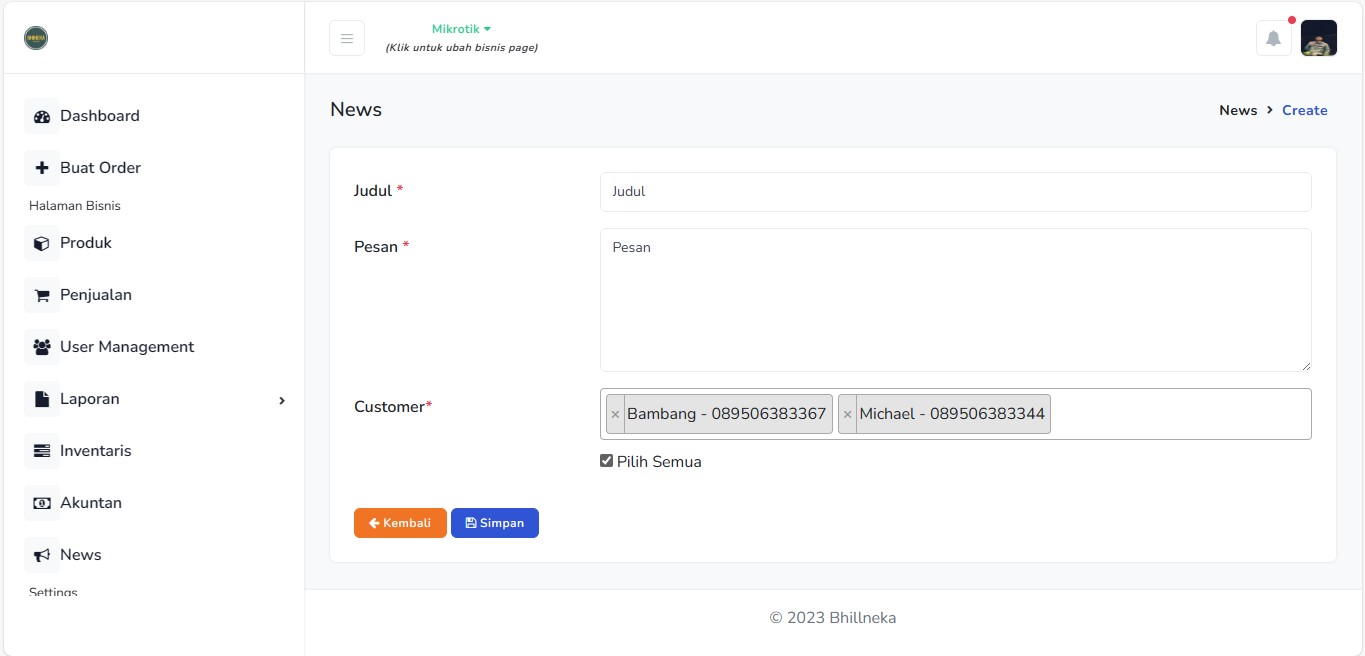 BHINEKA
Mikrotik
(Klik untuk ubah bisnis page)
Dashboard
Buat Order
Halaman Bisnis
Produk
Penjualan
User Management
Laporan
Inventaris
Akuntan
News
Settings
News
News > Create
Judul *
Judul
Pesan *
Pesan
Customer*
× Bambang - 089506383367 × Michael - 089506383344
Pilih Semua
Kembali Simpan
© 2023 Bhillneka